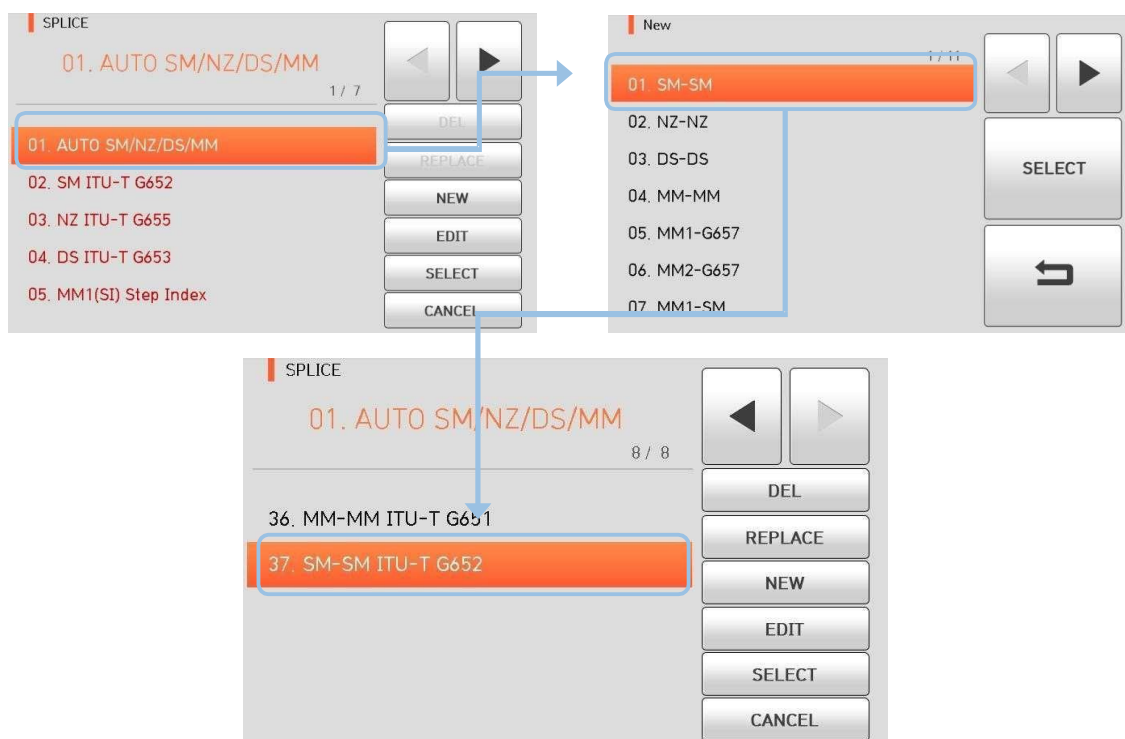 SPLICE
01. AUTO SM/NZ/DS/MM
1 / 7
01. AUTO SM/NZ/DS/MM
02. SM ITU-T G652
03. NZ ITU-T G655
04. DS ITU-T G653
05. MM1(SI) Step Index
DEL
REPLACE
NEW
EDIT
SELECT
CANCEL
New
1 / 11
01. SM-SM
02. NZ-NZ
03. DS-DS
04. MM-MM
05. MM1-G657
06. MM2-G657
07. MM1-SM
SELECT
SPLICE
01. AUTO SM/NZ/DS/MM
8 / 8
36. MM-MM ITU-T G651
37. SM-SM ITU-T G652
DEL
REPLACE
NEW
EDIT
SELECT
CANCEL